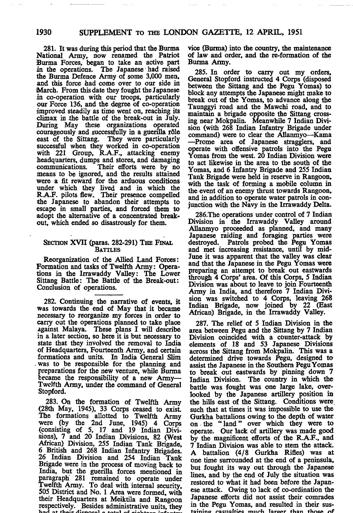 1930 SUPPLEMENT TO THE LONDON GAZETTE, 12 APRIL, 1951
281. It was during this period that the Burma
National Army, now renamed the Patriot
Burma Forces, began to take an active part
in the operations. The Japanese had raised
the Burma Defence Army of some 3,000 men,
and this force had come over to our side in
March. From this date they fought the Japanese
in co-operation with our troops, particularly
our Force 136, and the degree of co-operation
improved steadily as time went on, reaching its
climax in the battle of the break-out in July.
During May these organisations operated
courageously and successfully in a guerilla rôle
east of the Sittang. They were particularly
successful when they worked in co-operation
with 221 Group, R.A.F., attacking enemy
headquarters, dumps and stores, and damaging
communications. Their efforts were by no
means to be ignored, and the results attained
were a fit reward for the arduous conditions
under which they lived and in which the
R.A.F. pilots flew. Their presence compelled
the Japanese to abandon their attempts to
escape in small parties, and forced them to
adopt the alternative of a concentrated break-
out, which ended so disastrously for them.
SECTION XVII (paras. 282-291) THE FINAL
BATTLES
Reorganization of the Allied Land Forces:
Formation and tasks of Twelfth Army: Opera-
tions in the Irrawaddy Valley: The Lower
Sittang Battle: The Battle of the Break-out:
Conclusion of operations.
282. Continuing the narrative of events, it
was towards the end of May that it became
necessary to reorganize my forces in order to
carry out the operations planned to take place
against Malaya. These plans I will describe
in a later section, so here it is but necessary to
state that they involved the removal to India
of Headquarters, Fourteenth Army, and certain
formations and units. In India General Slim
was to be responsible for the planning and
preparations for the new venture, while Burma
became the responsibility of a new Army—
Twelfth Army, under the command of General
Stopford.
283. On the formation of Twelfth Army
(28th May, 1945), 33 Corps ceased to exist.
The formations allotted to Twelfth Army
were (by the 2nd June, 1945) 4 Corps
(consisting of 5, 17 and 19 Indian Divi-
sions), 7 and 20 Indian Divisions, 82 (West
African) Division, 255 Indian Tank Brigade,
6 British and 268 Indian Infantry Brigades.
26 Indian Division and 254 Indian Tank
Brigade were in the process of moving back to
India, but the guerilla forces mentioned in
paragraph 281 remained to operate under
Twelfth Army. To deal with internal security,
505 District and No. 1 Area were formed, with
their Headquarters at Meiktila and Rangoon
respectively. Besides administrative units, they
vice (Burma) into the country, the maintenance
of law and order, and the re-formation of the
Burma Army.
285. In order to carry out my orders,
General Stopford instructed 4 Corps (disposed
between the Sittang and the Pegu Yomas) to
block any attempts the Japanese might make to
break out of the Yomas, to advance along the
Taunggyi road and the Mawchi road, and to
maintain a brigade opposite the Sittang cross-
ing near Mokpalin. Meanwhile 7 Indian Divi-
sion (with 268 Indian Infantry Brigade under
command) were to clear the Allanmyo—Kama
—Prome area of Japanese stragglers, and
operate with offensive patrols into the Pegu
Yomas from the west. 20 Indian Division were
to act likewise in the area to the south of the
Yomas, and 6 Infantry Brigade and 255 Indian
Tank Brigade were held in reserve in Rangoon,
with the task of forming a mobile column in
the event of an enemy thrust towards Rangoon,
and in addition to operate water patrols in con-
junction with the Navy in the Irrawaddy Delta.
286. The operations under control of 7 Indian
Division in the Irrawaddy Valley around
Allanmyo proceeded as planned, and many
Japanese raiding and foraging parties were
destroyed. Patrols probed the Pegu Yomas
and met increasing resistance, until by mid-
June it was apparent that the valley was clear
and that the Japanese in the Pegu Yomas were
preparing an attempt to break out eastwards
through 4 Corps' area. Of this Corps, 5 Indian
Division was about to leave to join Fourteenth
Army in India, and therefore 7 Indian Divi-
sion was switched to 4 Corps, leaving 268
Indian Brigade, now joined by 22 (East
African) Brigade, in the Irrawaddy Valley.
287. The relief of 5 Indian Division in the
area between Pegu and the Sittang by 7 Indian
Division coincided with a counter-attack by
elements of 18 and 53 Japanese Divisions
across the Sittang from Mokpalin. This was a
determined drive towards Pegu, designed to
assist the Japanese in the Southern Pegu Yomas
to break out eastwards by pinning down 7
Indian Division. The country in which the
battle was fought was one large lake, over-
looked by the Japanese artillery position in
the hills east of the Sittang. Conditions were
such that at times it was impossible to use the
Gurkha battalions owing to the depth of water
on the "land" over which they were to
operate. Our lack of artillery was made good
by the magnificent efforts of the R.A.F., and
7 Indian Division was able to stem the attack.
A battalion (4/8 Gurkha Rifles) was at
one time surrounded at the end of a peninsula,
but fought its way out through the Japanese
lines, and by the end of July the situation was
restored to what it had been before the Japan-
ese attack. Owing to lack of co-ordination the
Japanese efforts did not assist their comrades
in the Pegu Yomas, and resulted in their sus-